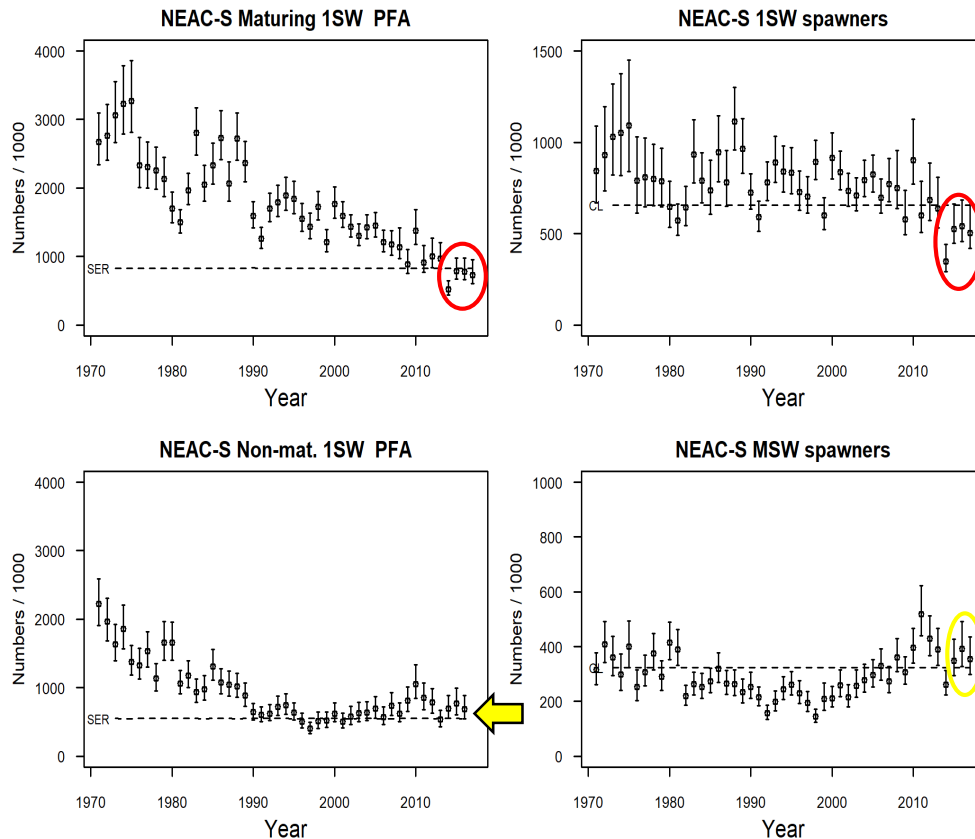 NEAC-S Maturing 1SW PFA
Numbers / 1000
4000
3000
2000
1000
0
SER
1970
1980
1990
2000
2010
Year
NEAC-S 1SW spawners
Numbers / 1000
1500
1000
500
0
CL
1970
1980
1990
2000
2010
Year
NEAC-S Non-mat. 1SW PFA
Numbers / 1000
4000
3000
2000
1000
0
SER
1970
1980
1990
2000
2010
Year
NEAC-S MSW spawners
Numbers / 1000
1000
800
600
400
200
0
1970
1980
1990
2000
2010
Year